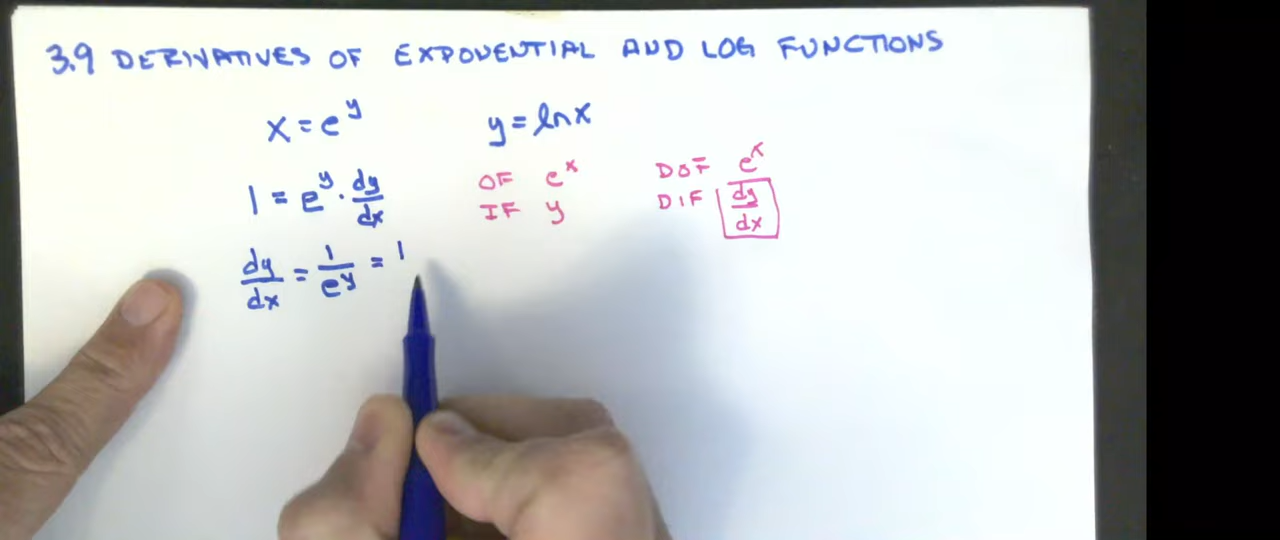 3.9 DERIVATIVES OF EXPONENTIAL AND LOG FUNCTIONS
x = e^y   y = ln x
1 = e^y · dy/dx   OF e^x   DOF e^x
IF y   DIF dy/dx
dy/dx = 1/e^y = 1